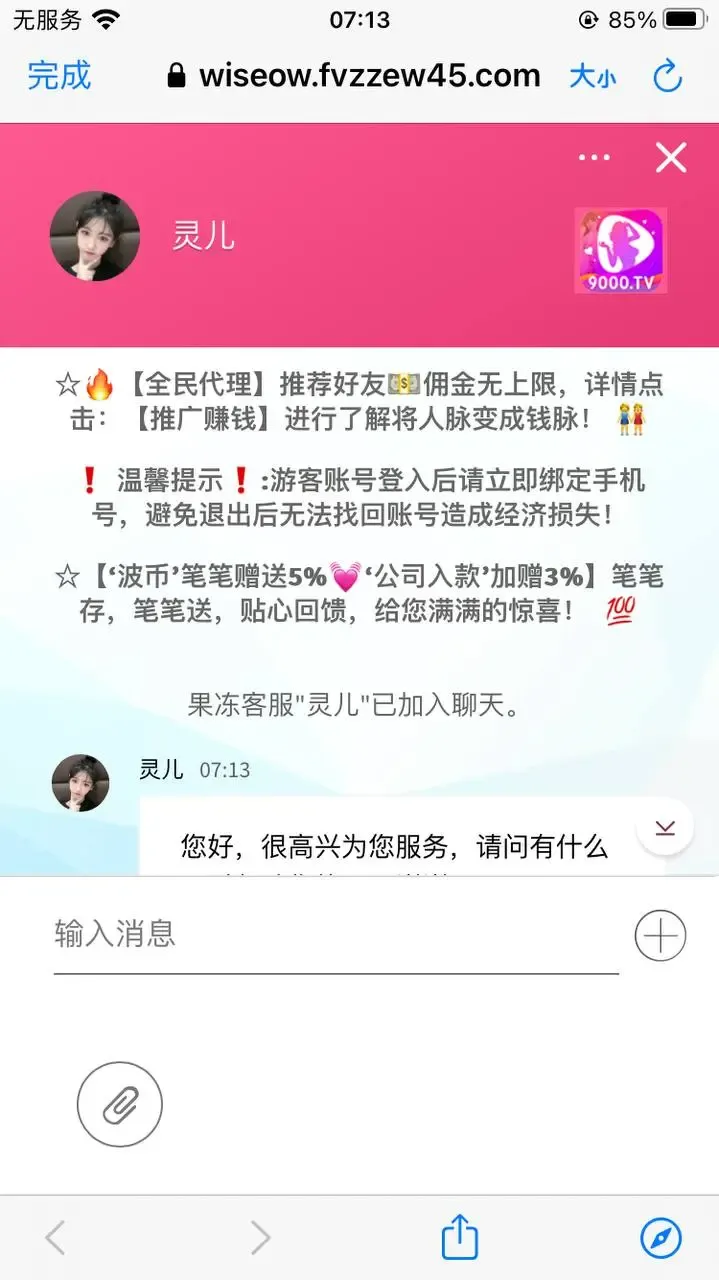 无服务
07:13
85%
完成
wiseow.fvzzew45.com
大小
灵儿
9000.TV
☆🔥【全民代理】推荐好友💵佣金无上限，详情点
击：【推广赚钱】进行了解将人脉变成钱脉！👭
❗温馨提示❗:游客账号登入后请立即绑定手机
号，避免退出后无法找回账号造成经济损失！
☆【‘波币’笔笔赠送5%💓‘公司入款’加赠3%】笔笔
存，笔笔送，贴心回馈，给您满满的惊喜！💯
果冻客服"灵儿"已加入聊天。
灵儿 07:13
您好，很高兴为您服务，请问有什么
输入消息